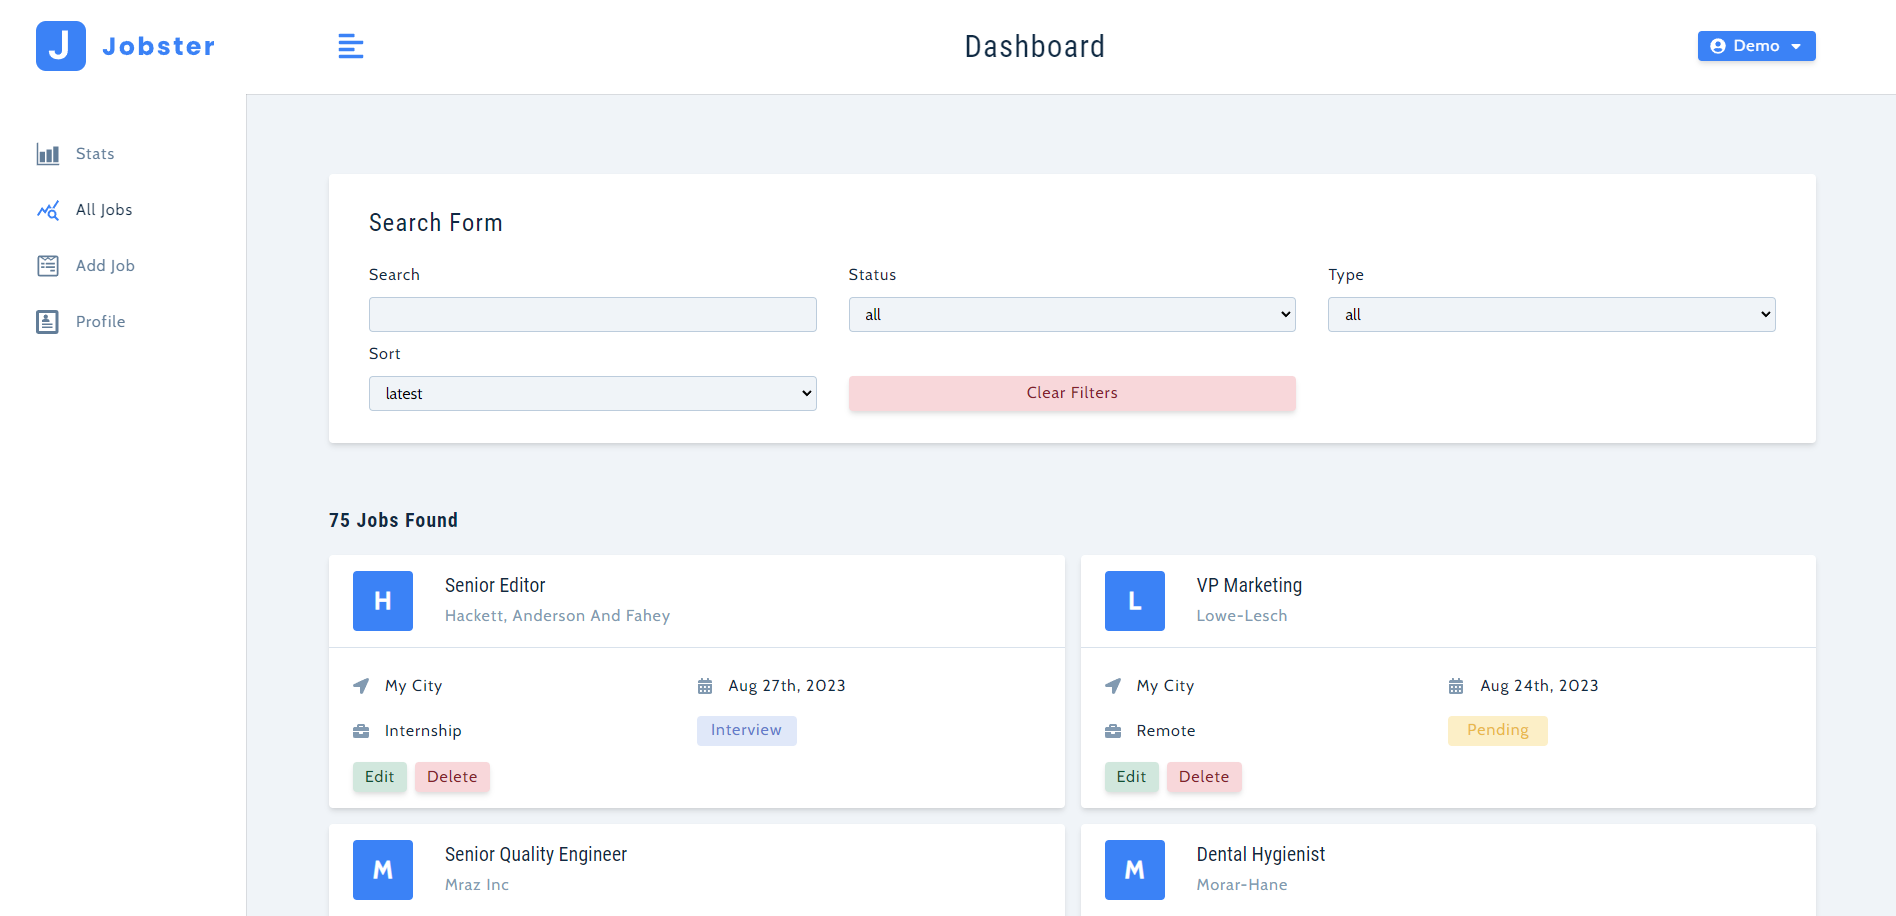 J Jobster
Dashboard
Demo
Stats
All Jobs
Add Job
Profile
Search Form
Search
Status
Type
all
all
Sort
latest
Clear Filters
75 Jobs Found
H
Senior Editor
Hackett, Anderson And Fahey
My City
Aug 27th, 2023
Internship
Interview
Edit
Delete
L
VP Marketing
Lowe-Lesch
My City
Aug 24th, 2023
Remote
Pending
Edit
Delete
M
Senior Quality Engineer
Mraz Inc
M
Dental Hygienist
Morar-Hane